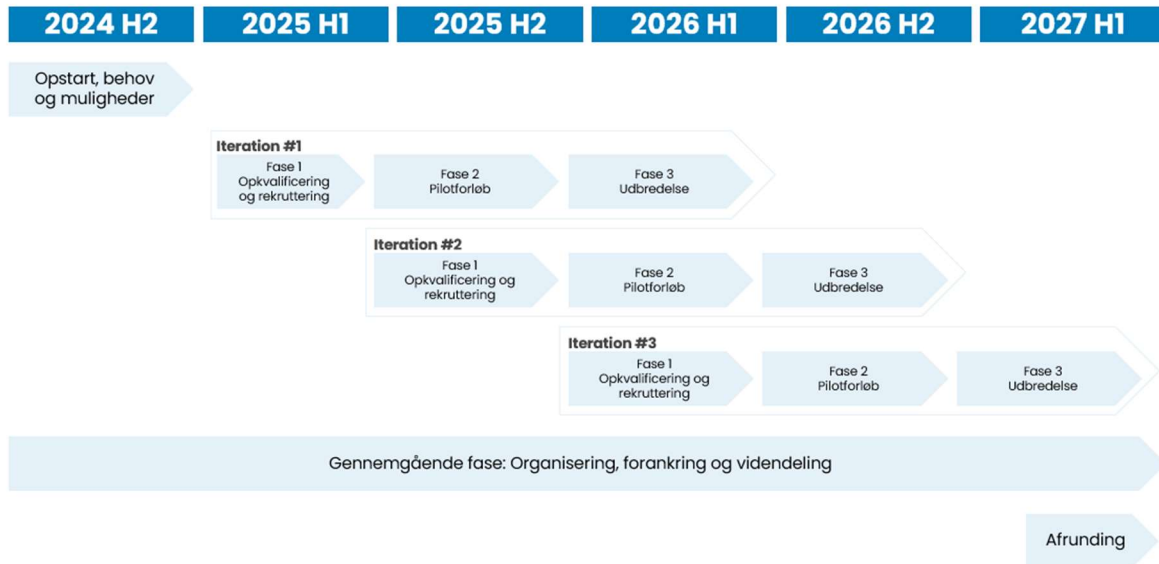 2024 H2
2025 H1
2025 H2
2026 H1
2026 H2
2027 H1
Opstart, behov
og muligheder
Iteration #1
Fase 1
Opkvalificering
og rekruttering
Fase 2
Pilotforløb
Fase 3
Udbredelse
Iteration #2
Fase 1
Opkvalificering og
rekruttering
Fase 2
Pilotforløb
Fase 3
Udbredelse
Iteration #3
Fase 1
Opkvalificering og
rekruttering
Fase 2
Pilotforløb
Fase 3
Udbredelse
Gennemgående fase: Organisering, forankring og videndeling
Afrunding